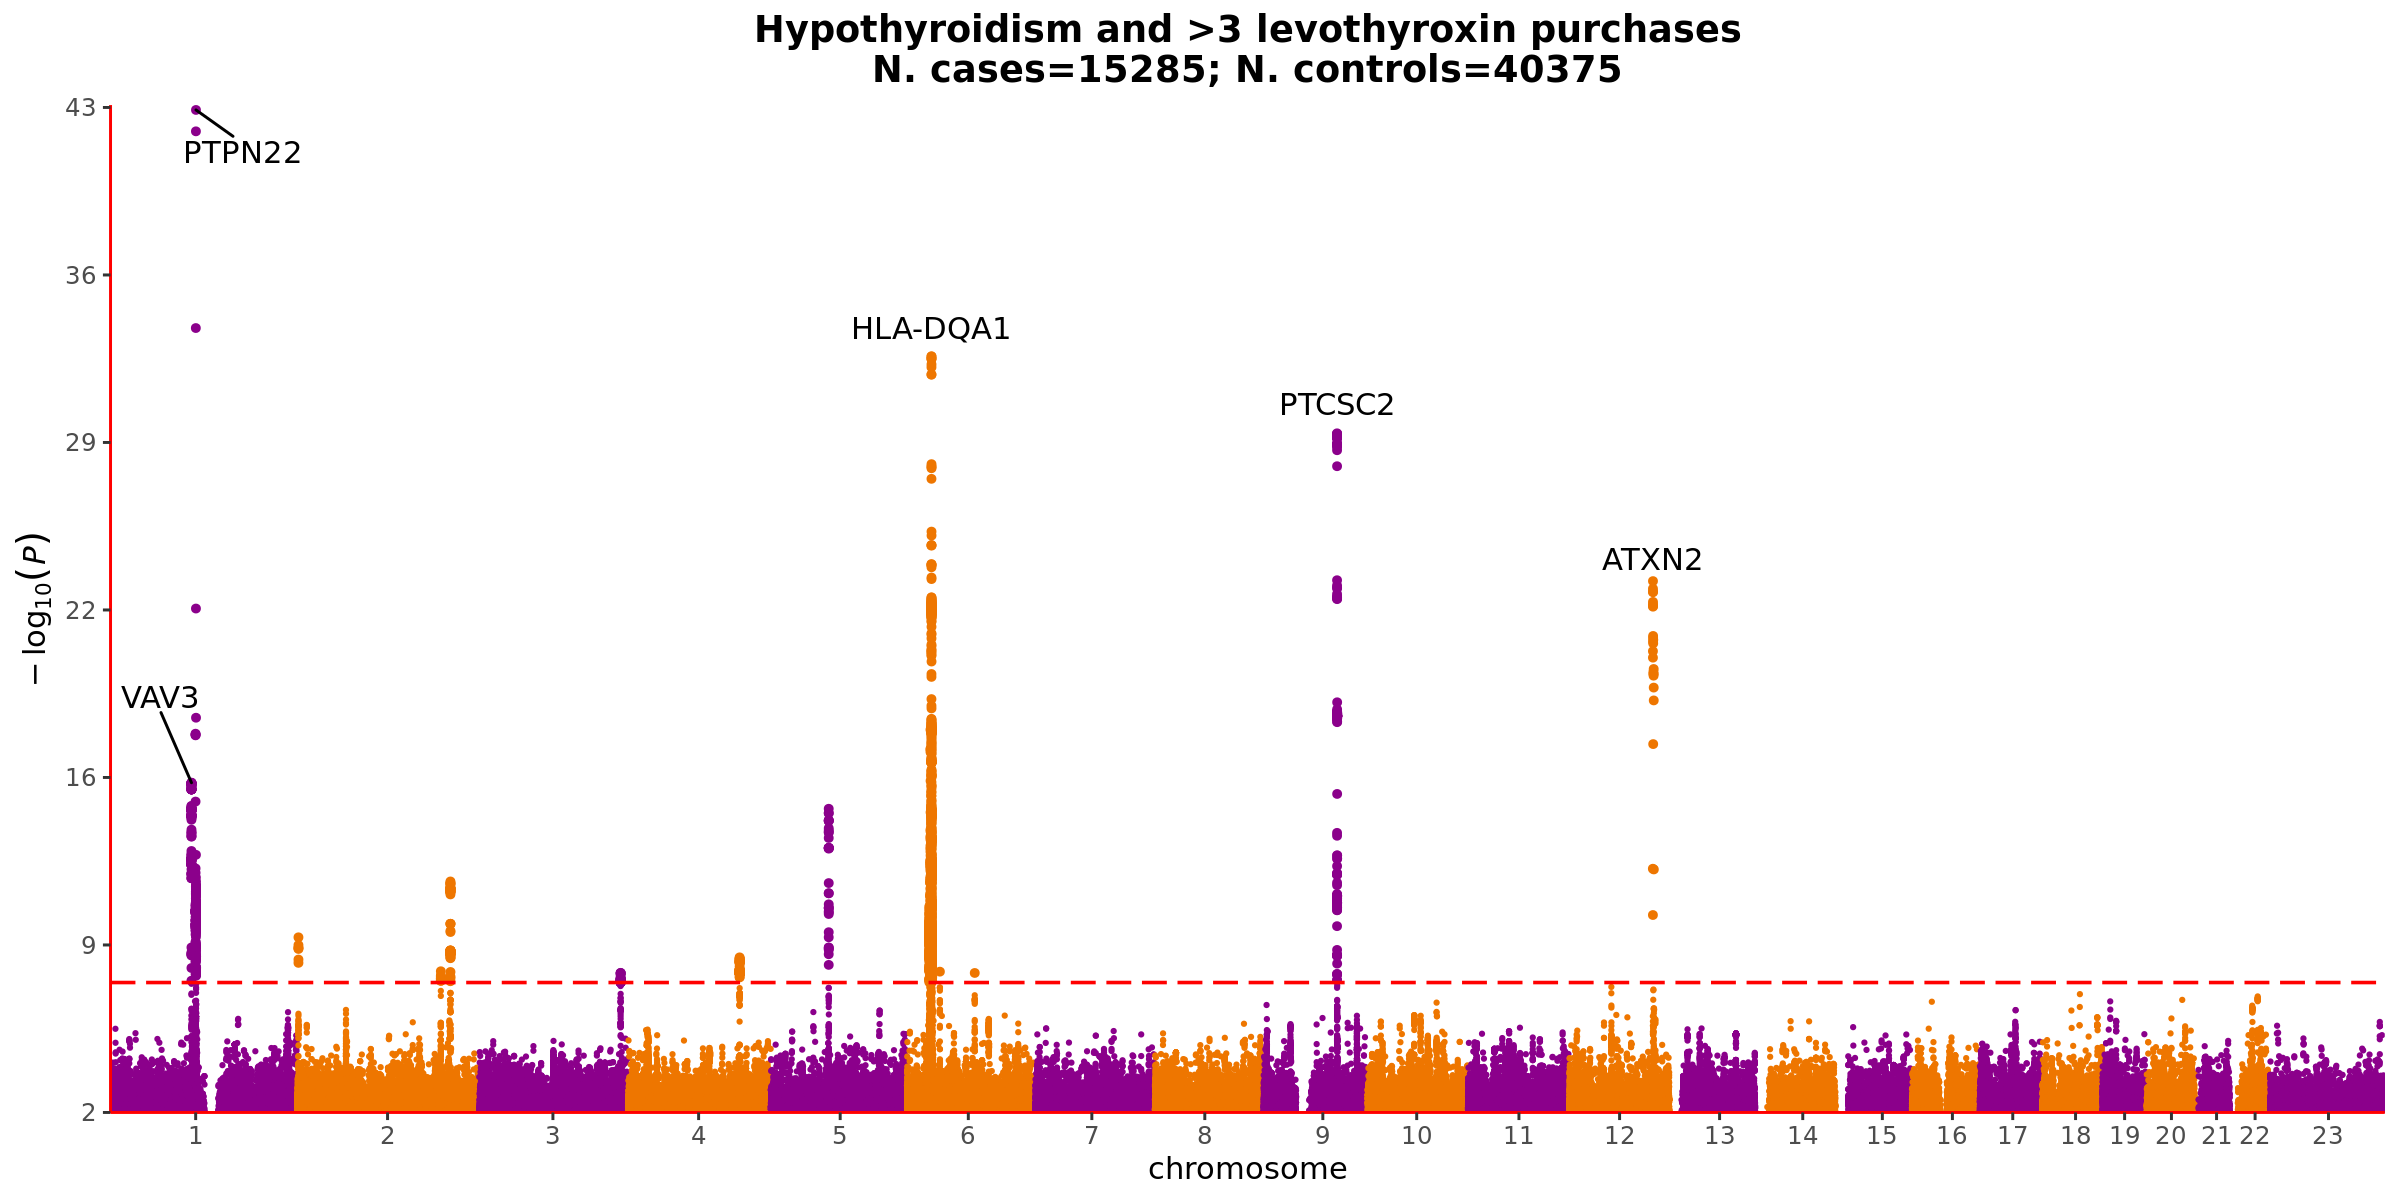 Hypothyroidism and >3 levothyroxin purchases
N. cases=15285; N. controls=40375
43
PTPN22
36
HLA-DQA1
29
PTCSC2
ATXN2
22
VAV3
16
9
2
−log10(P)
1 2 3 4 5 6 7 8 9 10 11 12 13 14 15 16 17 18 19 20 21 22 23
chromosome